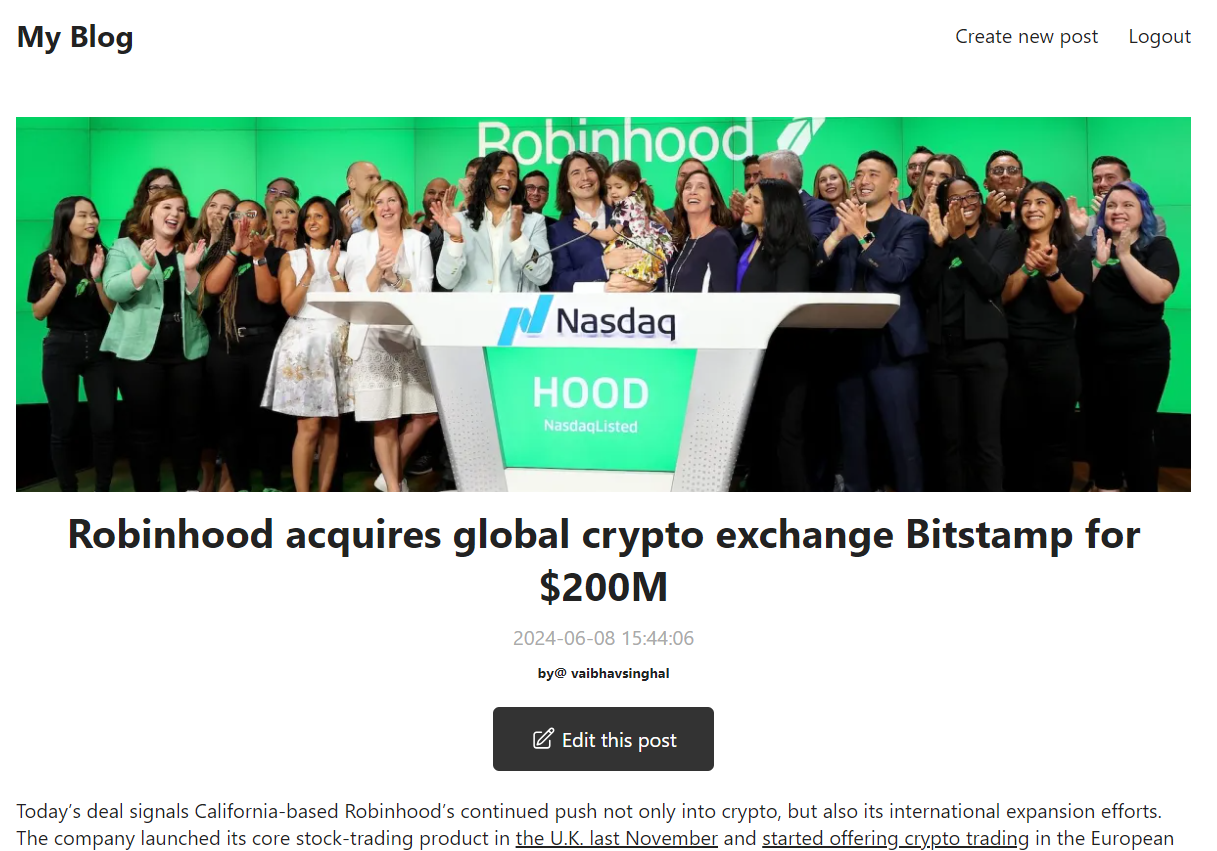 My Blog
Create new post
Logout
Robinhood
Nasdaq
HOOD
NasdaqListed
Robinhood acquires global crypto exchange Bitstamp for
$200M
2024-06-08 15:44:06
by@ vaibhavsinghal
Edit this post
Today’s deal signals California-based Robinhood’s continued push not only into crypto, but also its international expansion efforts.
The company launched its core stock-trading product in the U.K. last November and started offering crypto trading in the European